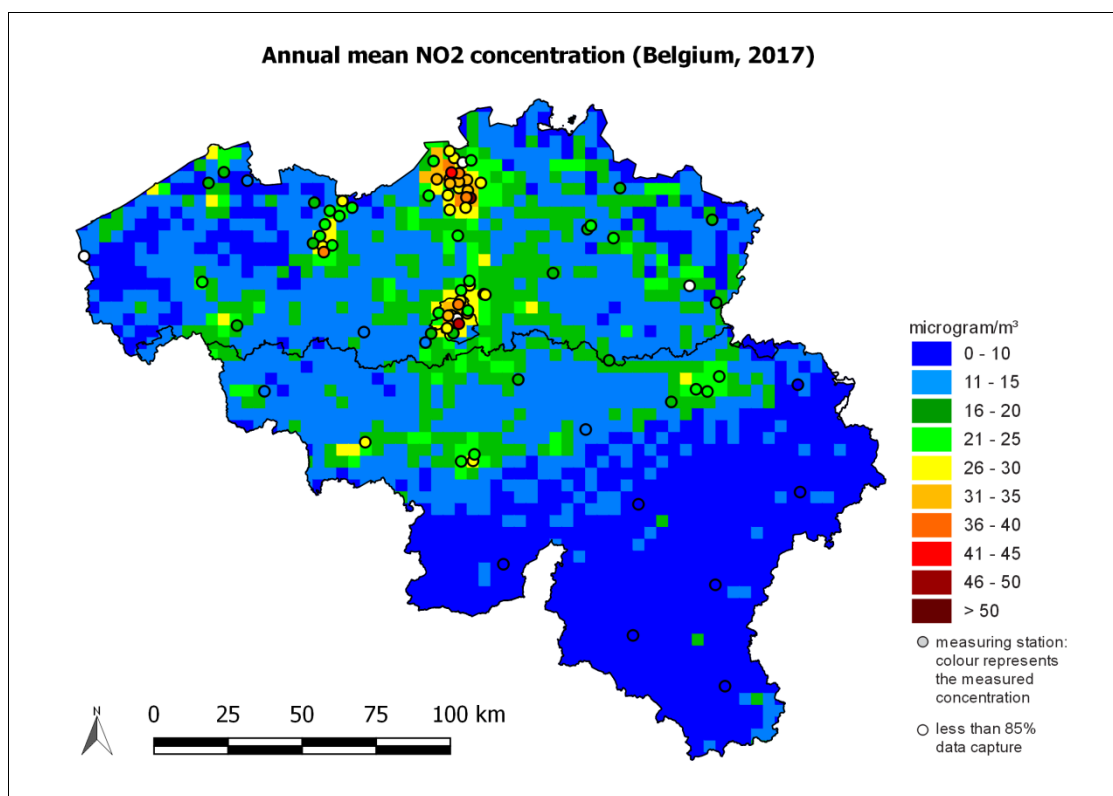 Annual mean NO2 concentration (Belgium, 2017)
microgram/m³
0 - 10
11 - 15
16 - 20
21 - 25
26 - 30
31 - 35
36 - 40
41 - 45
46 - 50
> 50
measuring station:
colour represents
the measured
concentration
less than 85%
data capture
N
0 25 50 75 100 km